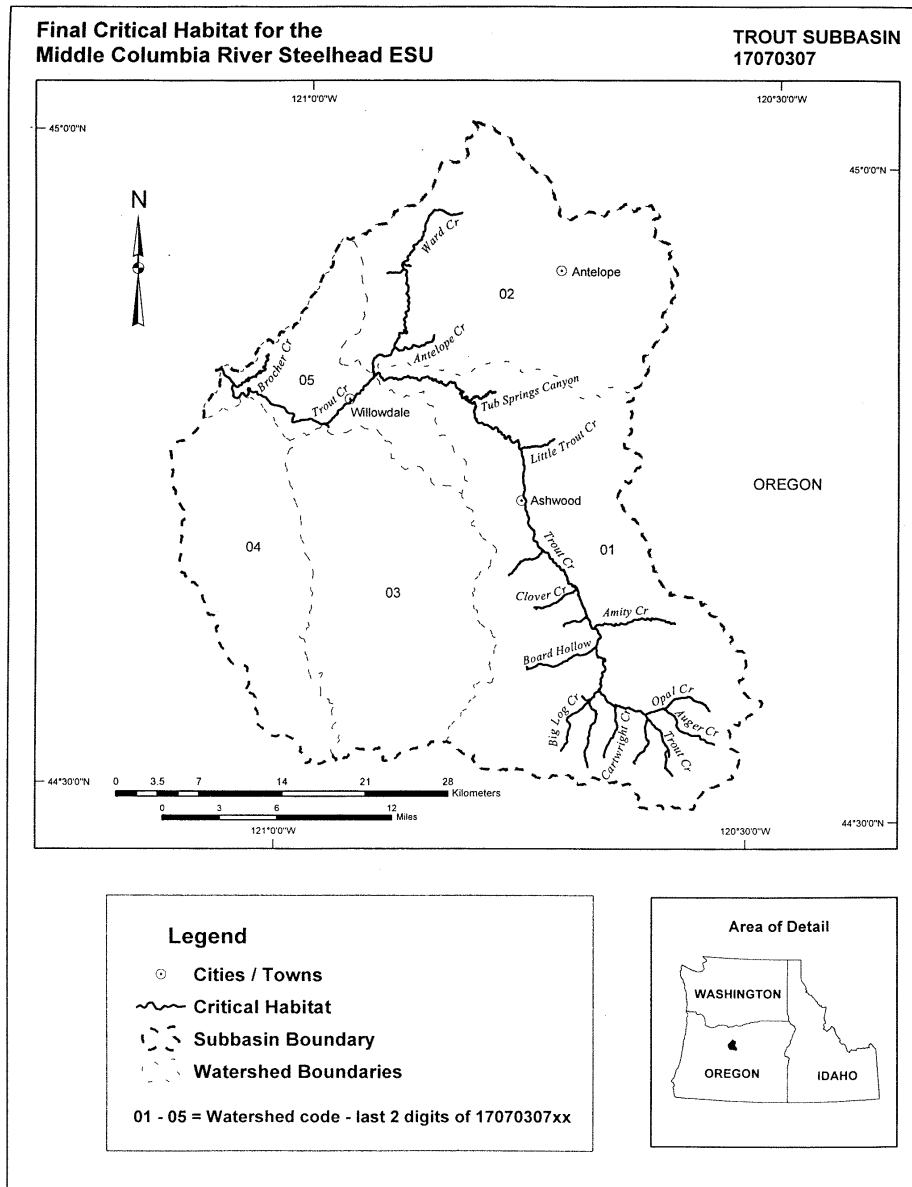 Final Critical Habitat for the
Middle Columbia River Steelhead ESU
TROUT SUBBASIN
17070307
121°0'0"W
120°30'0"W
45°0'0"N
45°0'0"N
N
Ward Cr
Antelope
02
Antelope Cr
Brocher Cr
05
Trout Cr
Willowdale
Tub Springs Canyon
Little Trout Cr
OREGON
Ashwood
04
Trout Cr
01
03
Clover Cr
Amity Cr
Board Hollow
Big Log Cr
Cartwright Cr
Opal Cr
Auger Cr
Trout Cr
44°30'0"N
0 3.5 7 14 21 28
Kilometers
0 3 6 12
Miles
44°30'0"N
121°0'0"W
120°30'0"W
Legend
Cities / Towns
Critical Habitat
Subbasin Boundary
Watershed Boundaries
01 - 05 = Watershed code - last 2 digits of 17070307xx
Area of Detail
WASHINGTON
OREGON
IDAHO